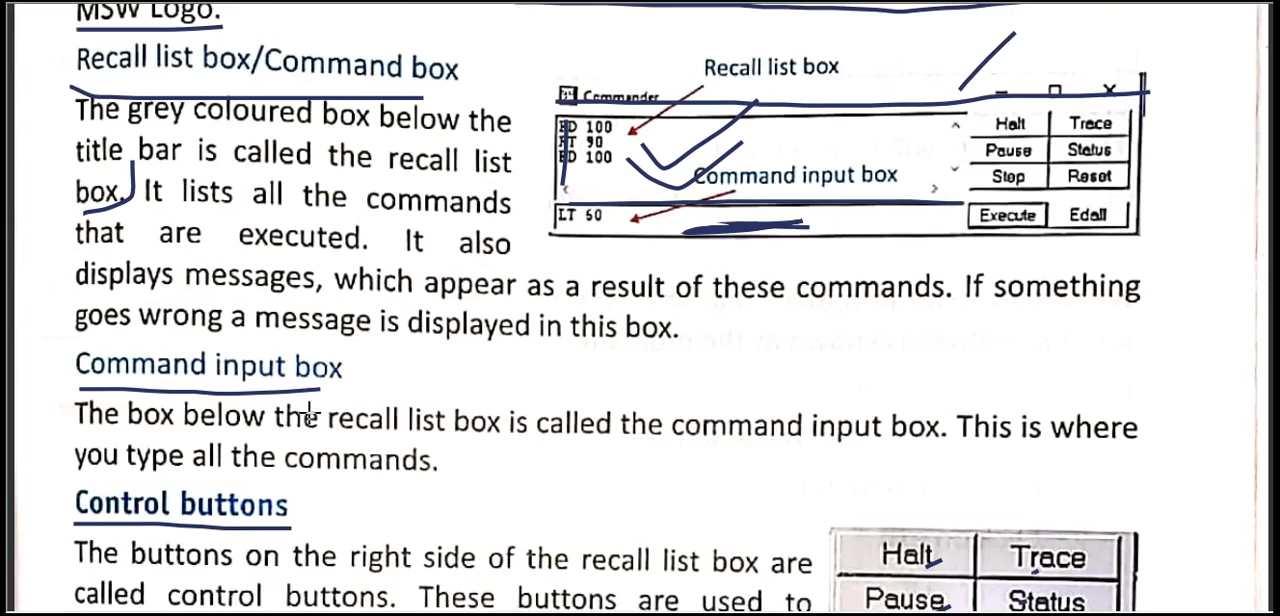 MSW Logo.
Recall list box/Command box
The grey coloured box below the
title bar is called the recall list
box. It lists all the commands
that are executed. It also
displays messages, which appear as a result of these commands. If something
goes wrong a message is displayed in this box.
Recall list box
Commander
FD 100
RT 90
FD 100
Command input box
LT 60
Halt Trace
Pause Status
Step Reset
Execute Edall
Command input box
The box below the recall list box is called the command input box. This is where
you type all the commands.
Control buttons
The buttons on the right side of the recall list box are
called control buttons. These buttons are used to
Halt Trace
Pause Status